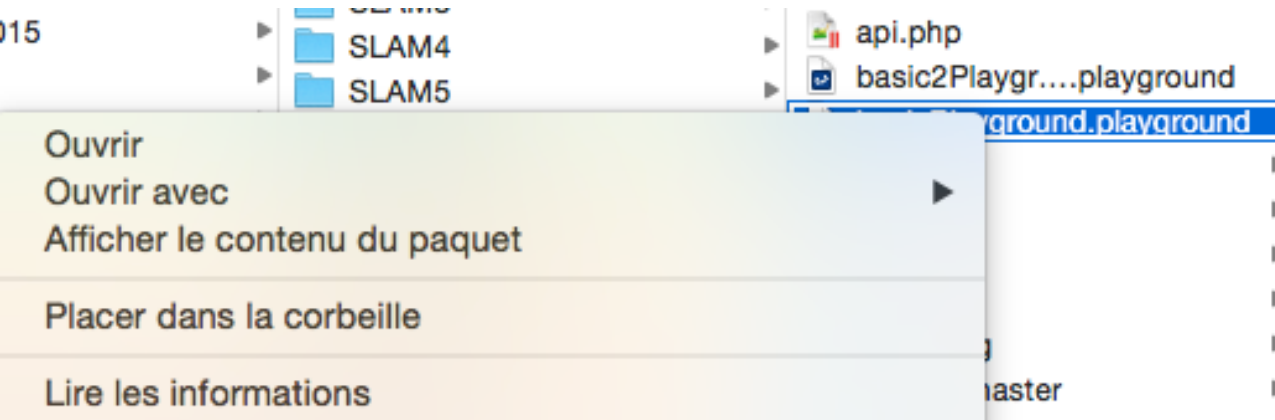 015
SLAM4
SLAM5
api.php
basic2Playgr....playground
Ouvrir
Ouvrir avec
Afficher le contenu du paquet
Placer dans la corbeille
Lire les informations